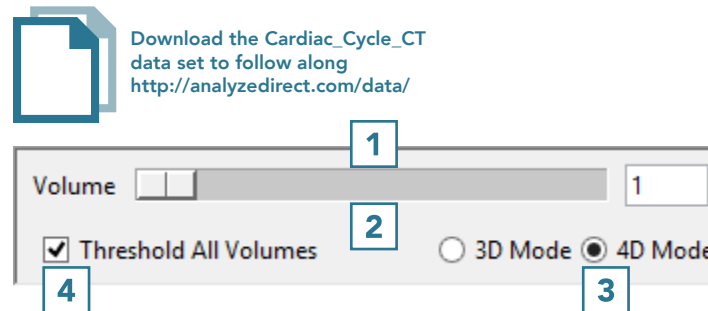 Download the Cardiac_Cycle_CT
data set to follow along
http://analyzedirect.com/data/
1
Volume 1
2
Threshold All Volumes 3D Mode 4D Mode
4 3